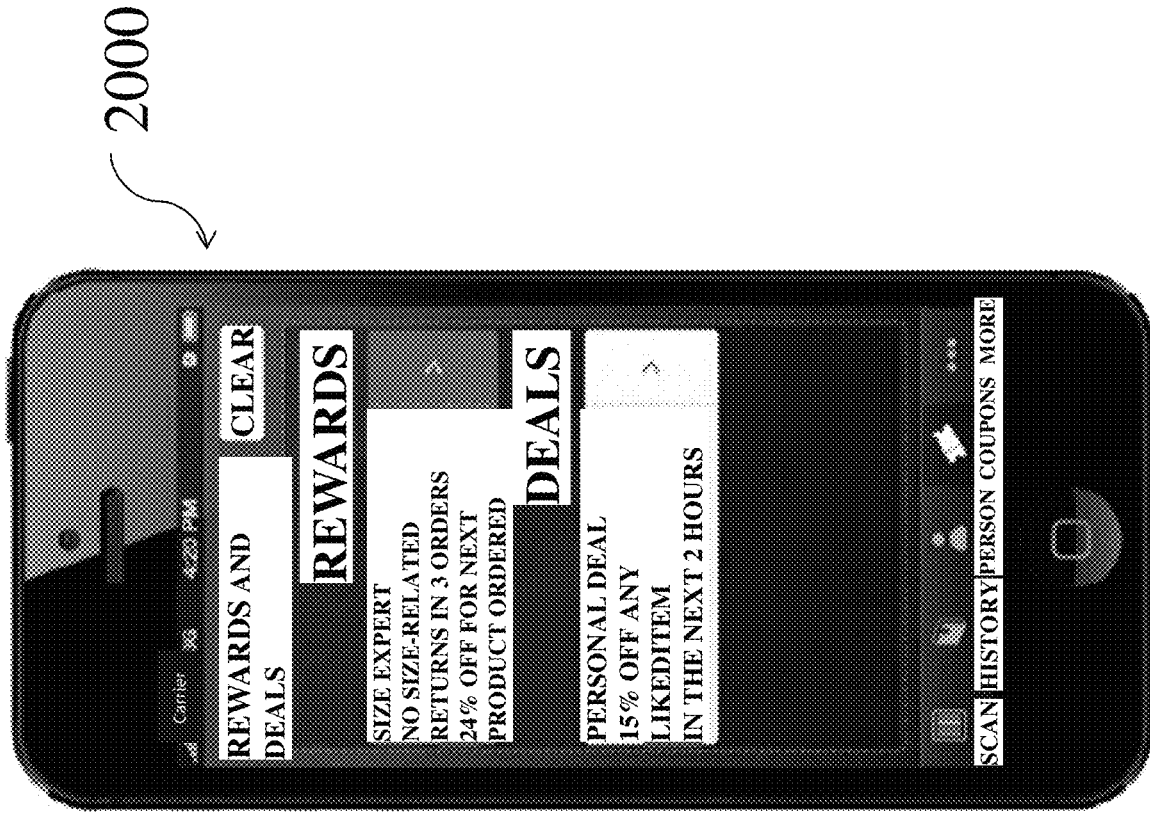 2000
Carrier 4:23 PM
REWARDS AND
DEALS
CLEAR
REWARDS
SIZE EXPERT
NO SIZE-RELATED
RETURNS IN 3 ORDERS
24% OFF FOR NEXT
PRODUCT ORDERED
DEALS
PERSONAL DEAL
15% OFF ANY
LIKEDITEM
IN THE NEXT 2 HOURS
SCAN HISTORY PERSON COUPONS MORE